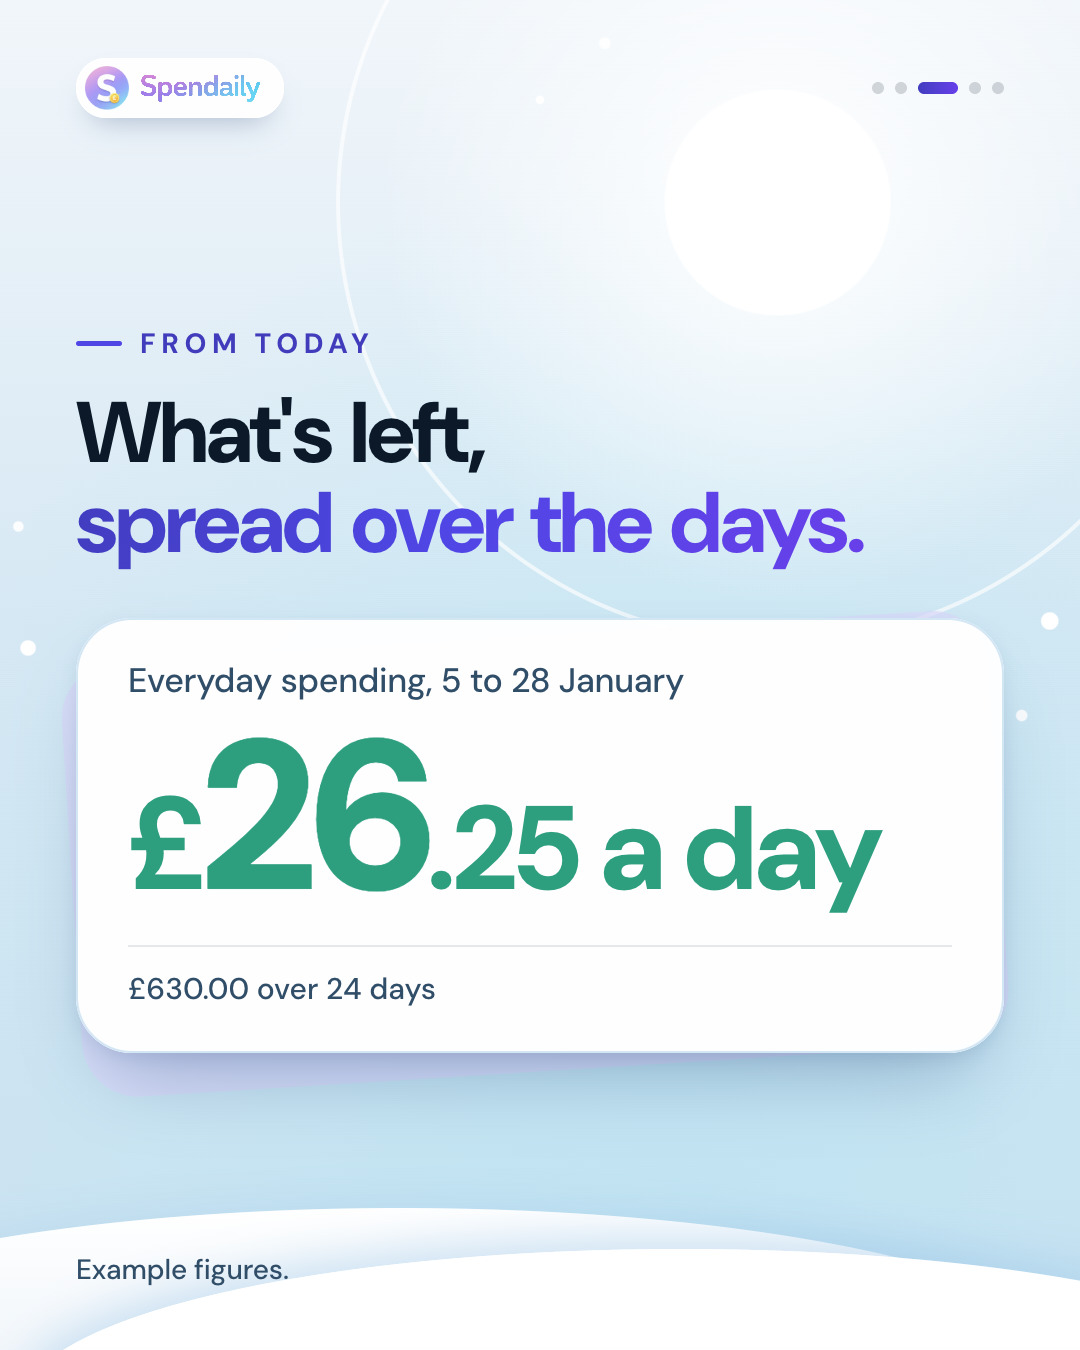 Spendaily
FROM TODAY
What's left,
spread over the days.
Everyday spending, 5 to 28 January
£26.25 a day
£630.00 over 24 days
Example figures.